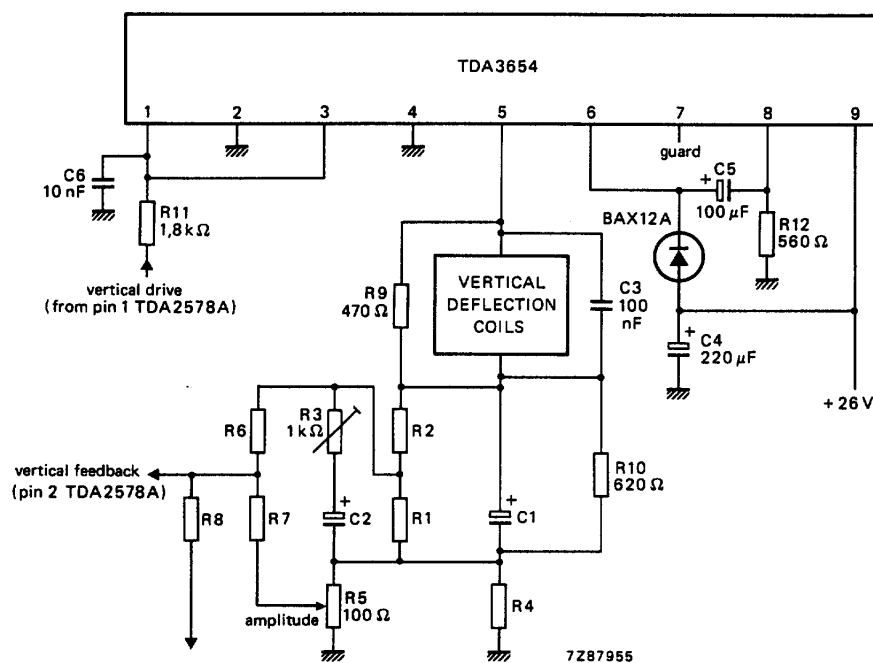 TDA3654
1 2 3 4 5 6 7 8 9
guard
C6
10 nF
R11
1,8 kΩ
vertical drive
(from pin 1 TDA2578A)
R9
470 Ω
VERTICAL
DEFLECTION
COILS
C3
100
nF
BAX12A
+ C5
100 µF
R12
560 Ω
+ C4
220 µF
+ 26 V
R6
R3
1 kΩ
R2
vertical feedback
(pin 2 TDA2578A)
R8
R7
+ C2
R1
+ C1
R10
620 Ω
amplitude
R5
100 Ω
R4
7Z87955